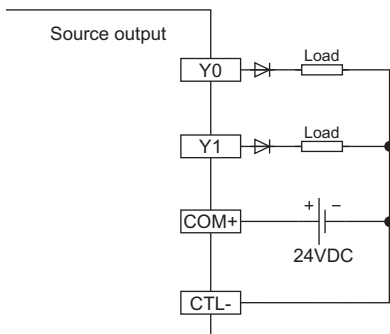 Source output
Load
Y0
Load
Y1
+ −
COM+
24VDC
CTL-